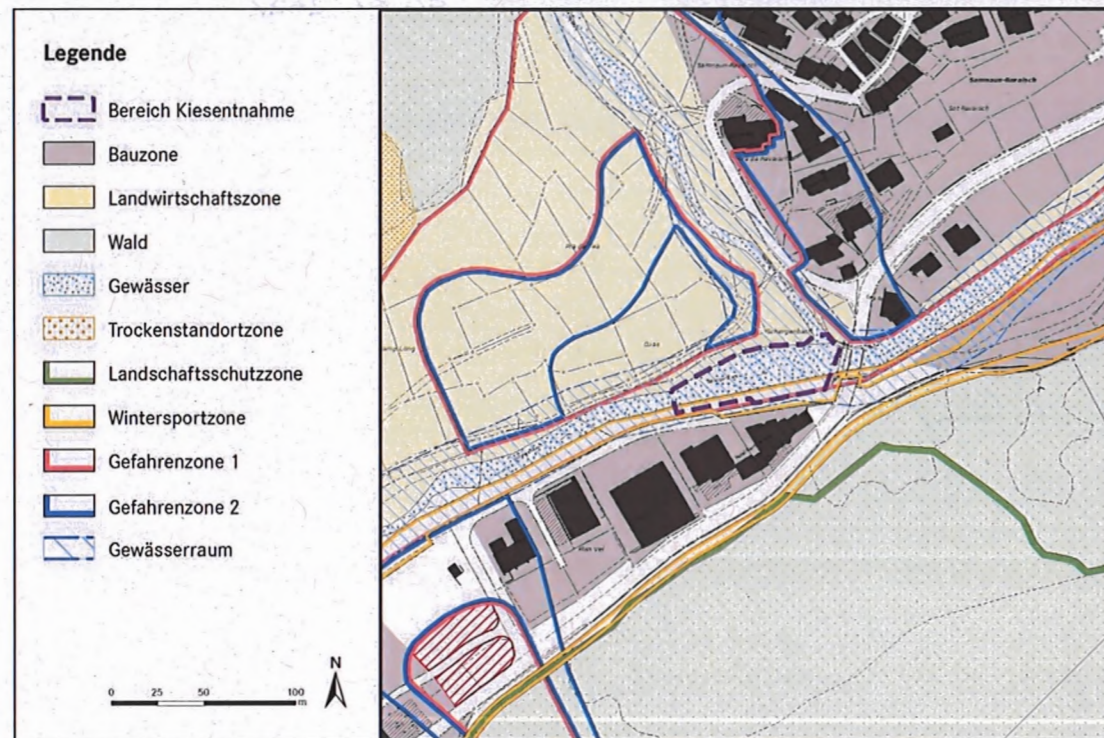 Legende
Bereich Kiesentnahme
Bauzone
Landwirtschaftszone
Wald
Gewässer
Trockenstandortzone
Landschaftsschutzzone
Wintersportzone
Gefahrenzone 1
Gefahrenzone 2
Gewässerraum
N
0 25 50 100
m